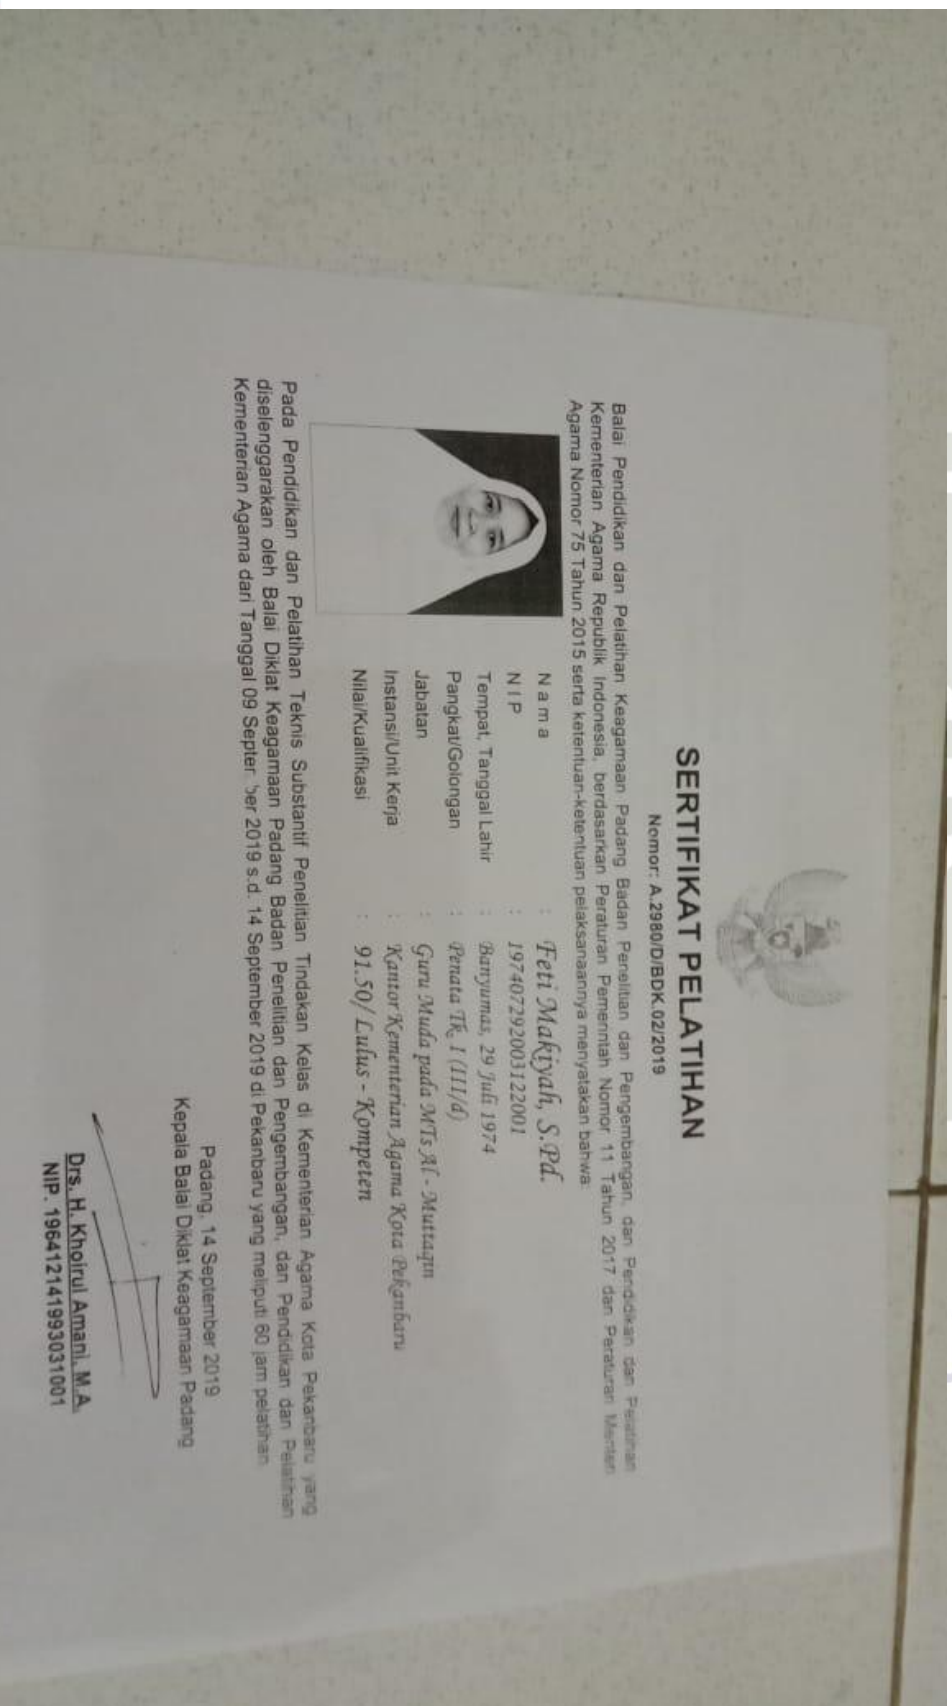 SERTIFIKAT PELATIHAN
Nomor: A.2980/D/BDK.02/2019
Balai Pendidikan dan Pelatihan Keagamaan Padang Badan Penelitian dan Pengembangan, dan Pendidikan dan Pelatihan
Kementerian Agama Republik Indonesia, berdasarkan Peraturan Pemerintah Nomor 11 Tahun 2017 dan Peraturan Menteri
Agama Nomor 75 Tahun 2015 serta ketentuan-ketentuan pelaksanaannya menyatakan bahwa:
N a m a : Feti Makiyah, S.Pd.
N I P : 197407292003122001
Tempat, Tanggal Lahir : Banyumas, 29 Juli 1974
Pangkat/Golongan : Penata Tk. I (III/d)
Jabatan : Guru Muda pada MTs Al - Muttaqin
Instansi/Unit Kerja : Kantor Kementerian Agama Kota Pekanbaru
Nilai/Kualifikasi : 91.50/ Lulus - Kompeten
Pada Pendidikan dan Pelatihan Teknis Substantif Penelitian Tindakan Kelas di Kementerian Agama Kota Pekanbaru yang
diselenggarakan oleh Balai Diklat Keagamaan Padang Badan Penelitian dan Pengembangan, dan Pendidikan dan Pelatihan
Kementerian Agama dari Tanggal 09 September 2019 s.d. 14 September 2019 di Pekanbaru yang meliputi 60 jam pelatihan
Padang, 14 September 2019
Kepala Balai Diklat Keagamaan Padang
Drs. H. Khoirul Amani, M.A.
NIP. 196412141993031001